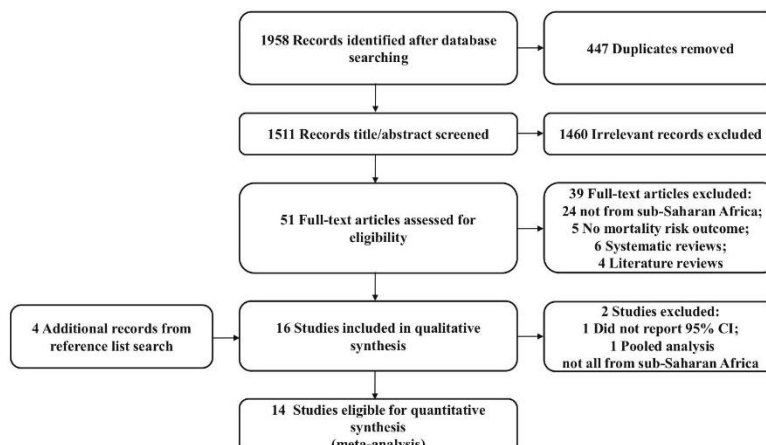 1958 Records identified after database
searching
447 Duplicates removed
1511 Records title/abstract screened
1460 Irrelevant records excluded
51 Full-text articles assessed for
eligibility
39 Full-text articles excluded:
24 not from sub-Saharan Africa;
5 No mortality risk outcome;
6 Systematic reviews;
4 Literature reviews
4 Additional records from
reference list search
16 Studies included in qualitative
synthesis
2 Studies excluded:
1 Did not report 95% CI;
1 Pooled analysis
not all from sub-Saharan Africa
14 Studies eligible for quantitative
synthesis
(meta-analysis)